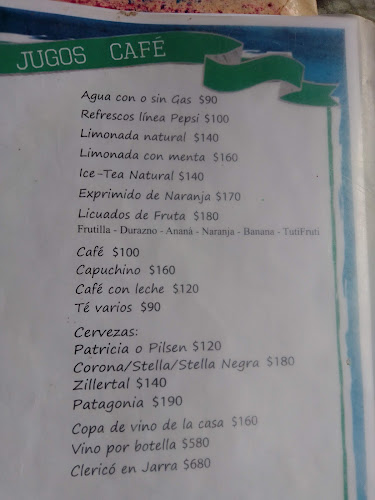 JUGOS CAFÉ
Agua con o sin Gas $90
Refrescos línea Pepsi $100
Limonada natural $140
Limonada con menta $160
Ice-Tea Natural $140
Exprimido de Naranja $170
Licuados de Fruta $180
Frutilla - Durazno - Ananá - Naranja - Banana - TutiFruti
Café $100
Capuchino $160
Café con leche $120
Té varios $90
Cervezas:
Patricia o Pilsen $120
Corona/Stella/Stella Negra $180
Zillertal $140
Patagonia $190
Copa de vino de la casa $160
Vino por botella $580
Clericó en Jarra $680